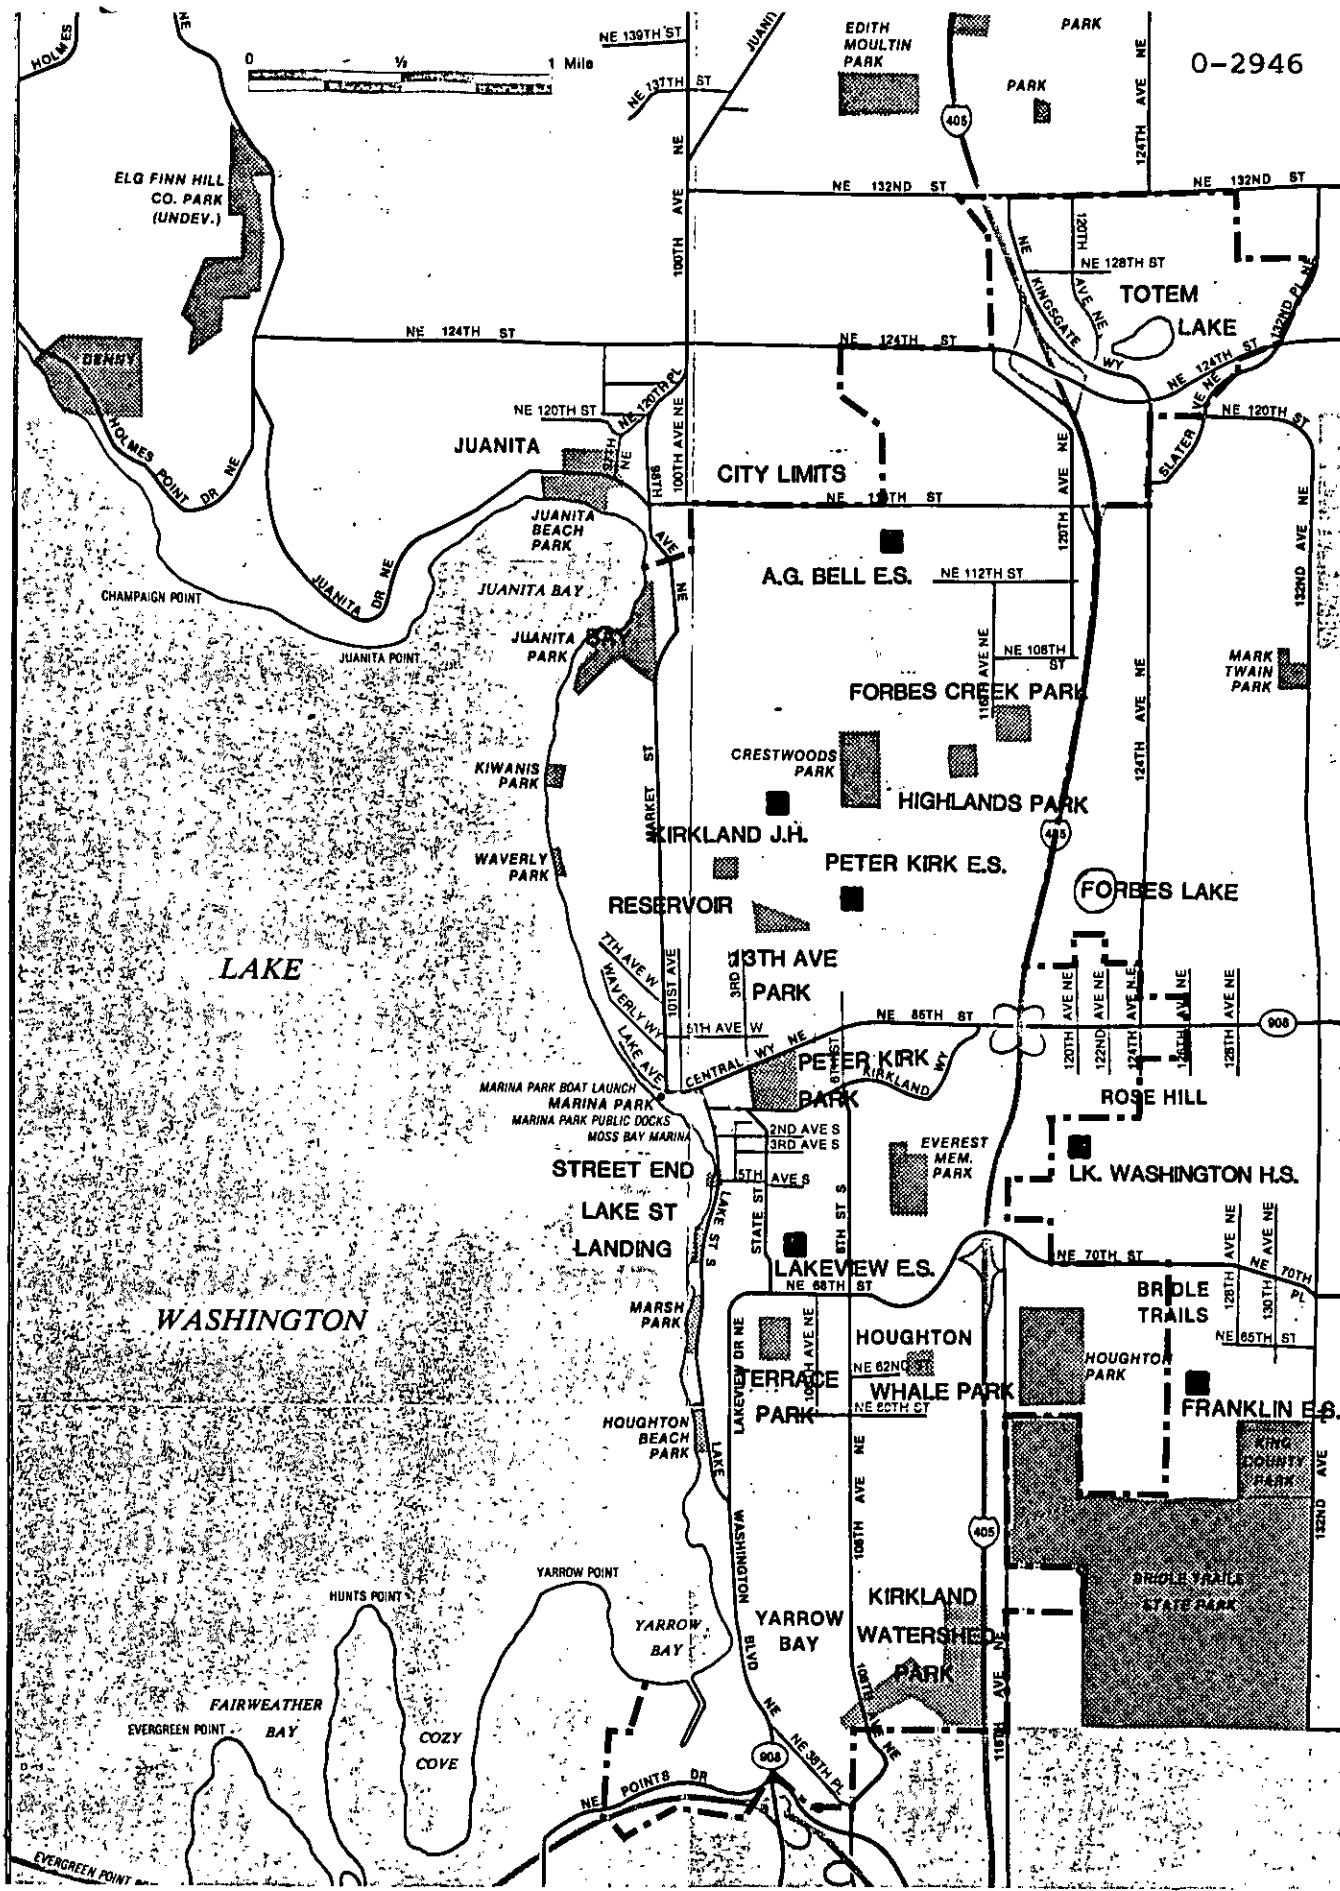 HOLMES
NE
0 ½ 1 Mile
NE 139TH ST
NE 137TH ST
EDITH
MOULTIN
PARK
PARK
PARK
O-2946
405
124TH AVE NE
ELG FINN HILL
CO. PARK
(UNDEV.)
100TH AVE NE
NE 132ND ST
NE 132ND ST
120TH AVE NE
NE 128TH ST
NE KINGSGATE WY
TOTEM
LAKE
132ND PL NE
DENNY
NE 124TH ST
NE 124TH ST
NE 124TH ST
NE 120TH PL
NE 120TH ST
NE 120TH ST
SLATER AVE NE
HOLMES POINT DR NE
JUANITA
98TH AVE NE
100TH AVE NE
CITY LIMITS
120TH AVE NE
132ND AVE NE
JUANITA
BEACH
PARK
A.G. BELL E.S.
NE 112TH ST
JUANITA DR NE
JUANITA BAY
CHAMPAIGN POINT
JUANITA BAY
PARK
JUANITA POINT
116TH AVE NE
NE 108TH
ST
MARK
TWAIN
PARK
FORBES CREEK PARK
124TH AVE NE
CRESTWOODS
PARK
KIWANIS
PARK
MARKET ST
HIGHLANDS PARK
KIRKLAND J.H.
405
WAVERLY
PARK
PETER KIRK E.S.
RESERVOIR
FORBES LAKE
LAKE
7TH AVE W
WAVERLY WY
101ST AVE
3RD ST
13TH AVE
PARK
5TH AVE W
LAKE AVE
CENTRAL WY NE
NE 85TH ST
908
120TH AVE NE
122ND AVE NE
124TH AVE NE
126TH AVE NE
128TH AVE NE
PETER KIRK
PARK
6TH ST
KIRKLAND WY
MARINA PARK BOAT LAUNCH
MARINA PARK
MARINA PARK PUBLIC DOCKS
MOSS BAY MARINA
ROSE HILL
2ND AVE S
3RD AVE S
EVEREST
MEM.
PARK
STREET END
5TH AVE S
LK. WASHINGTON H.S.
LAKE ST
LANDING
LAKE ST S
STATE ST
6TH ST S
LAKEVIEW E.S.
NE 68TH ST
NE 70TH ST
128TH AVE NE
130TH AVE NE
NE 70TH PL
WASHINGTON
MARSH
PARK
BRIDLE
TRAILS
NE 65TH ST
HOUGHTON
LAKEVIEW DR NE
NE 62ND ST
HOUGHTON
PARK
TERRACE
PARK
WHALE PARK
NE 60TH ST
FRANKLIN E.S.
HOUGHTON
BEACH
PARK
KING
COUNTY
PARK
LAKE WASHINGTON BLVD NE
108TH AVE NE
132ND AVE
405
YARROW POINT
HUNTS POINT
BRIDLE TRAILS
STATE PARK
YARROW
BAY
YARROW
BAY
KIRKLAND
WATERSHED
PARK
FAIRWEATHER
BAY
EVERGREEN POINT
COZY
COVE
108TH AVE NE
116TH AVE NE
NE 38TH PL
908
NE POINTS DR
EVERGREEN POINT